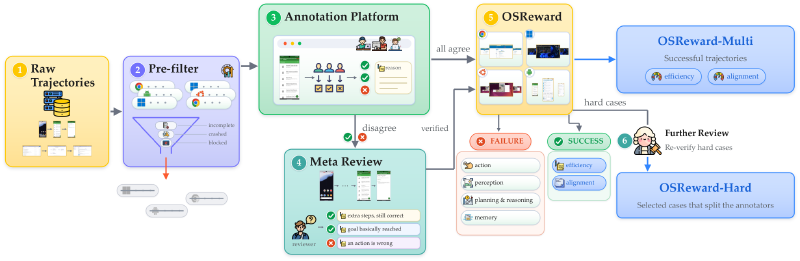 1 Raw
Trajectories
2 Pre-filter
incomplete
crashed
blocked
3 Annotation Platform
reason
all agree
disagree
verified
4 Meta Review
reviewer
extra steps, still correct
goal basically reached
an action is wrong
5 OSReward
FAILURE
action
perception
planning & reasoning
memory
SUCCESS
efficiency
alignment
hard cases
6 Further Review
Re-verify hard cases
OSReward-Multi
Successful trajectories
efficiency
alignment
OSReward-Hard
Selected cases that split the annotators